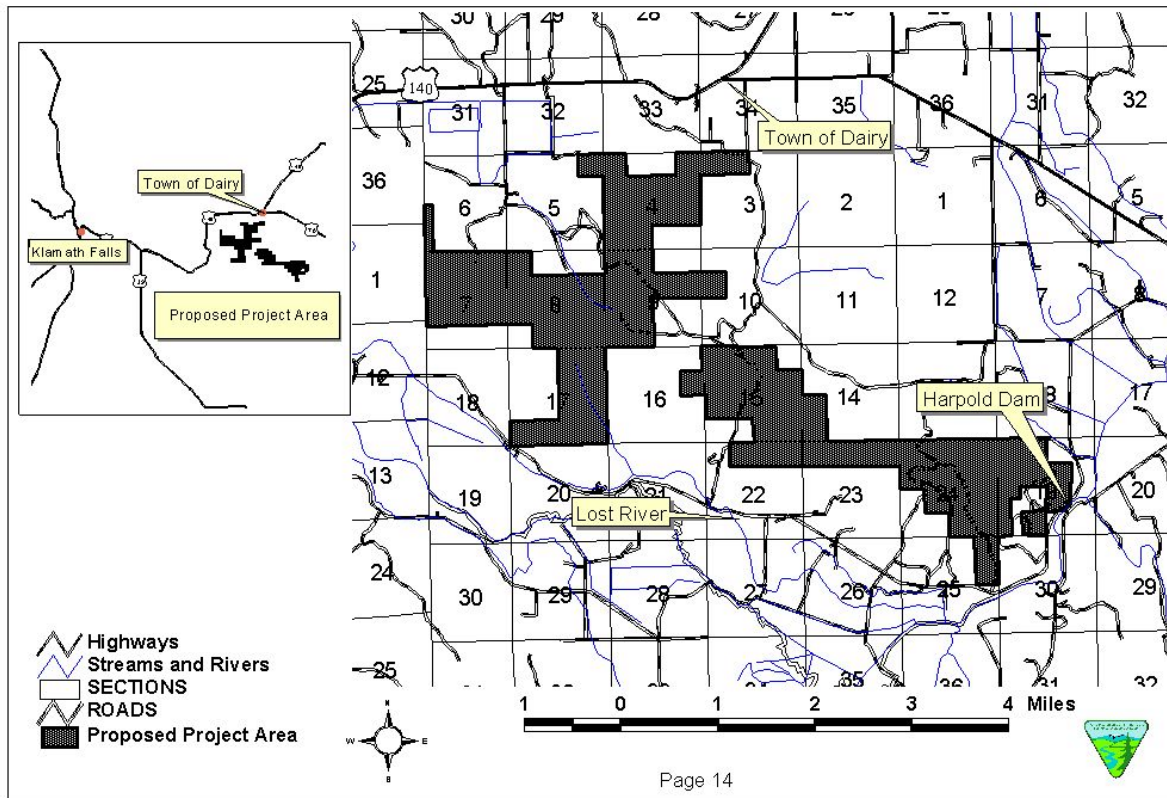 Town of Dairy
Klamath Falls
Proposed Project Area
30 29 28 27
25 140
31 32 33 34 35 36 31 32
Town of Dairy
36
6 5 4 3 2 1 6 5
1
7 8 9 10 11 12 7 8
12
18 17 16 15 14 17
Harpold Dam
13
19 20 21 22 23 24 20
Lost River
24
30 29 28 27 26 25 30 29
25
35 36 31 32
Highways
Streams and Rivers
SECTIONS
ROADS
Proposed Project Area
N
W E
S
1 0 1 2 3 4 Miles
Page 14